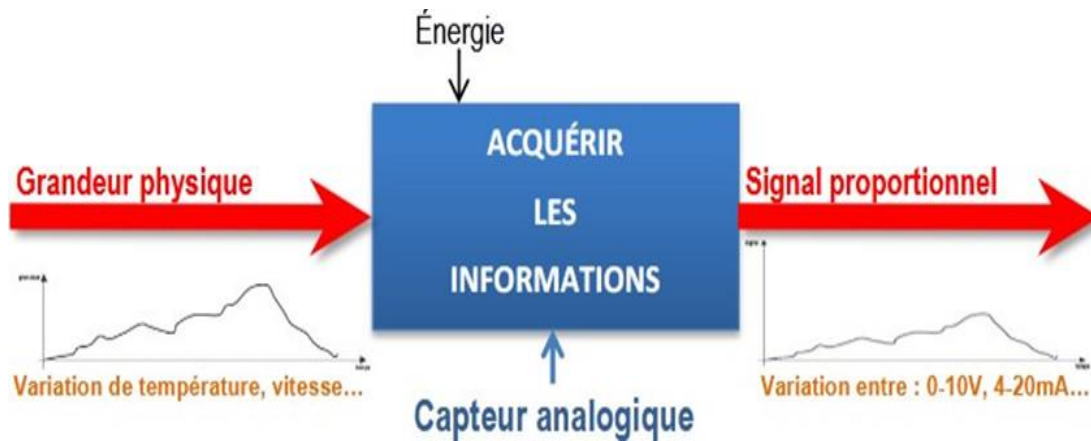 Énergie
ACQUÉRIR
LES
INFORMATIONS
Grandeur physique
Signal proportionnel
Variation de température, vitesse...
Variation entre : 0-10V, 4-20mA...
Capteur analogique